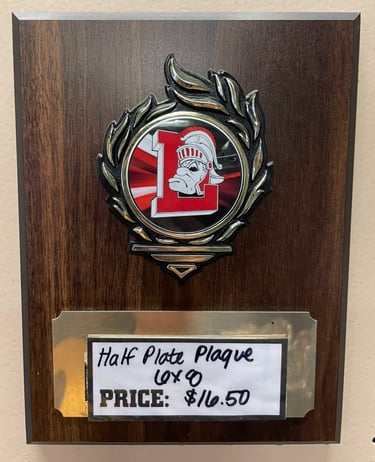 L
Half Plate Plaque
6x8
PRICE: $16.50